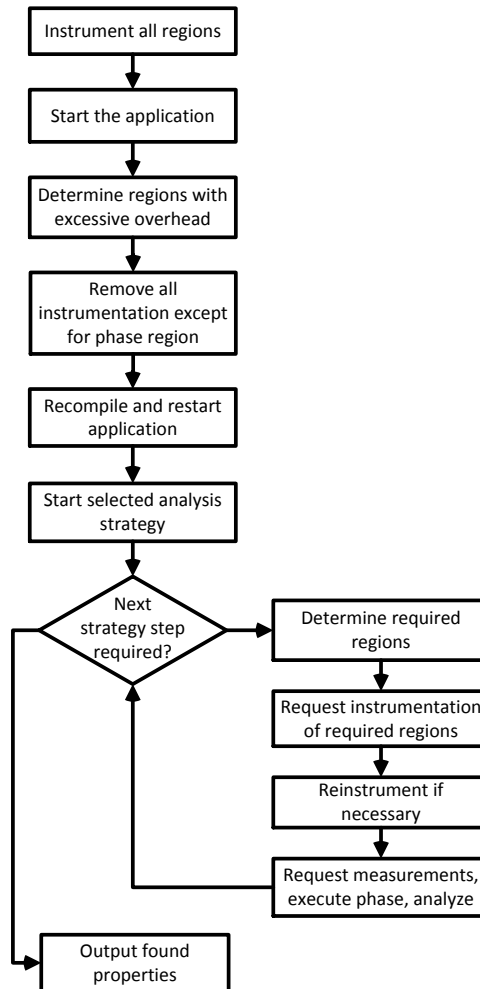 Instrument all regions
Start the application
Determine regions with
excessive overhead
Remove all
instrumentation except
for phase region
Recompile and restart
application
Start selected analysis
strategy
Next
strategy step
required?
Determine required
regions
Request instrumentation
of required regions
Reinstrument if
necessary
Request measurements,
execute phase, analyze
Output found
properties